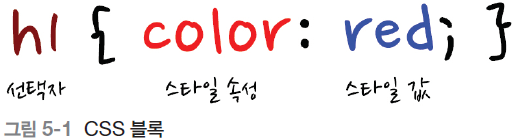 h1 { color: red; }
선택자 스타일 속성 스타일 값
그림 5-1 CSS 블록